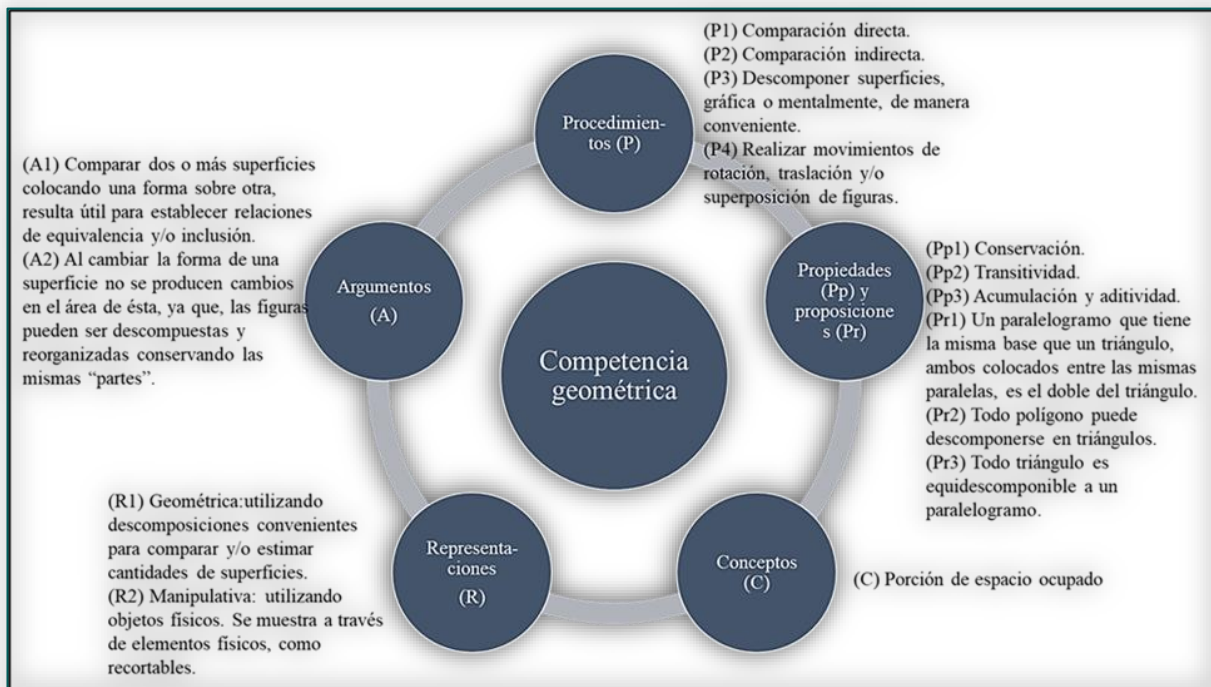 (P1) Comparación directa.
(P2) Comparación indirecta.
(P3) Descomponer superficies,
gráfica o mentalmente, de manera
conveniente.
(P4) Realizar movimientos de
rotación, traslación y/o
superposición de figuras.
Procedimien-
tos (P)
(A1) Comparar dos o más superficies
colocando una forma sobre otra,
resulta útil para establecer relaciones
de equivalencia y/o inclusión.
(A2) Al cambiar la forma de una
superficie no se producen cambios
en el área de ésta, ya que, las figuras
pueden ser descompuestas y
reorganizadas conservando las
mismas “partes”.
Argumentos
(A)
Propiedades
(Pp) y
proposicione
s (Pr)
(Pp1) Conservación.
(Pp2) Transitividad.
(Pp3) Acumulación y aditividad.
(Pr1) Un paralelogramo que tiene
la misma base que un triángulo,
ambos colocados entre las mismas
paralelas, es el doble del triángulo.
(Pr2) Todo polígono puede
descomponerse en triángulos.
(Pr3) Todo triángulo es
equidescomponible a un
paralelogramo.
Competencia
geométrica
(R1) Geométrica:utilizando
descomposiciones convenientes
para comparar y/o estimar
cantidades de superficies.
(R2) Manipulativa: utilizando
objetos físicos. Se muestra a través
de elementos físicos, como
recortables.
Representa-
ciones
(R)
Conceptos
(C)
(C) Porción de espacio ocupado